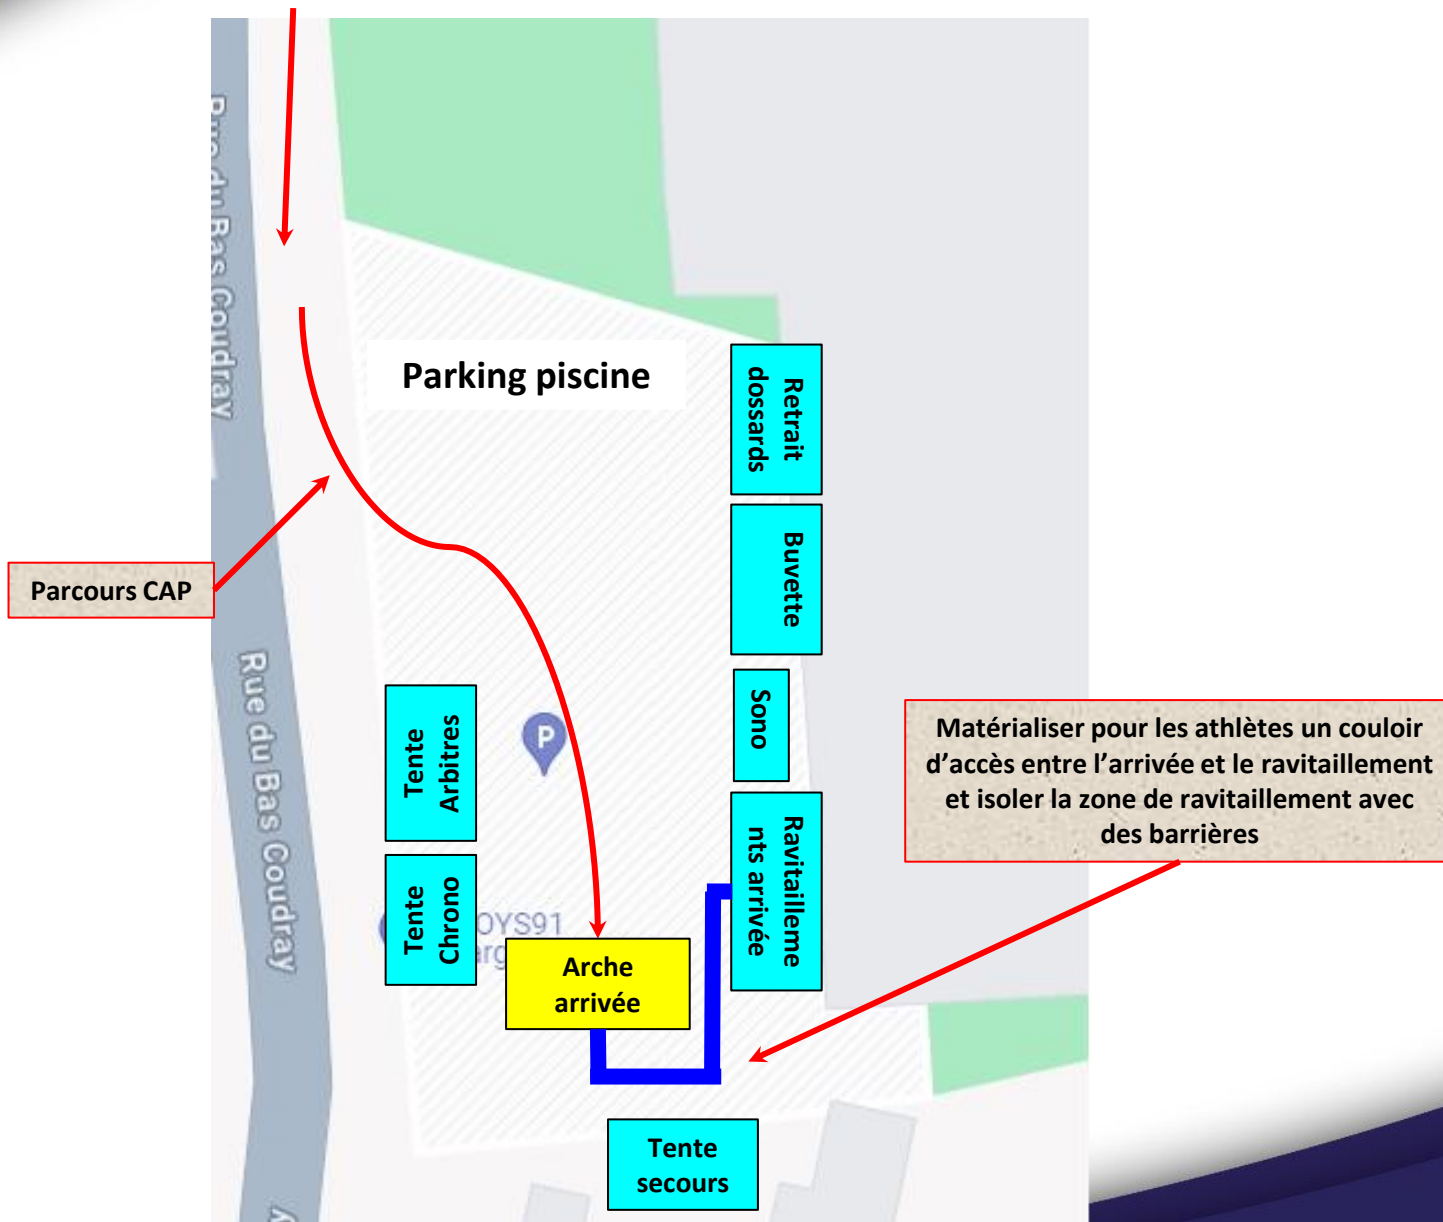 Rue du Bas Coudray
Parking piscine
Retrait
dossards
Buvette
Parcours CAP
Rue du Bas Coudray
Tente
Arbitres
P
Sono
Matérialiser pour les athlètes un couloir
d'accès entre l'arrivée et le ravitaillement
et isoler la zone de ravitaillement avec
des barrières
Ravitailleme
nts arrivée
Tente
Chrono
OYS91
Arche
arrivée
Tente
secours